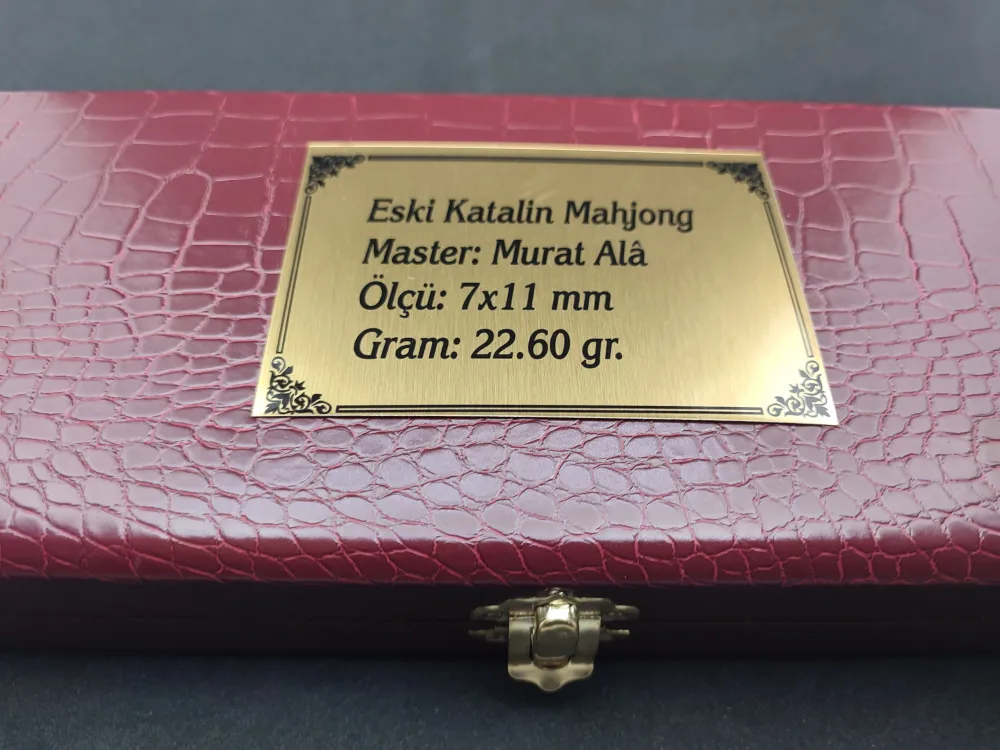 Eski Katalin Mahjong
Master: Murat Alâ
Ölçü: 7x11 mm
Gram: 22.60 gr.